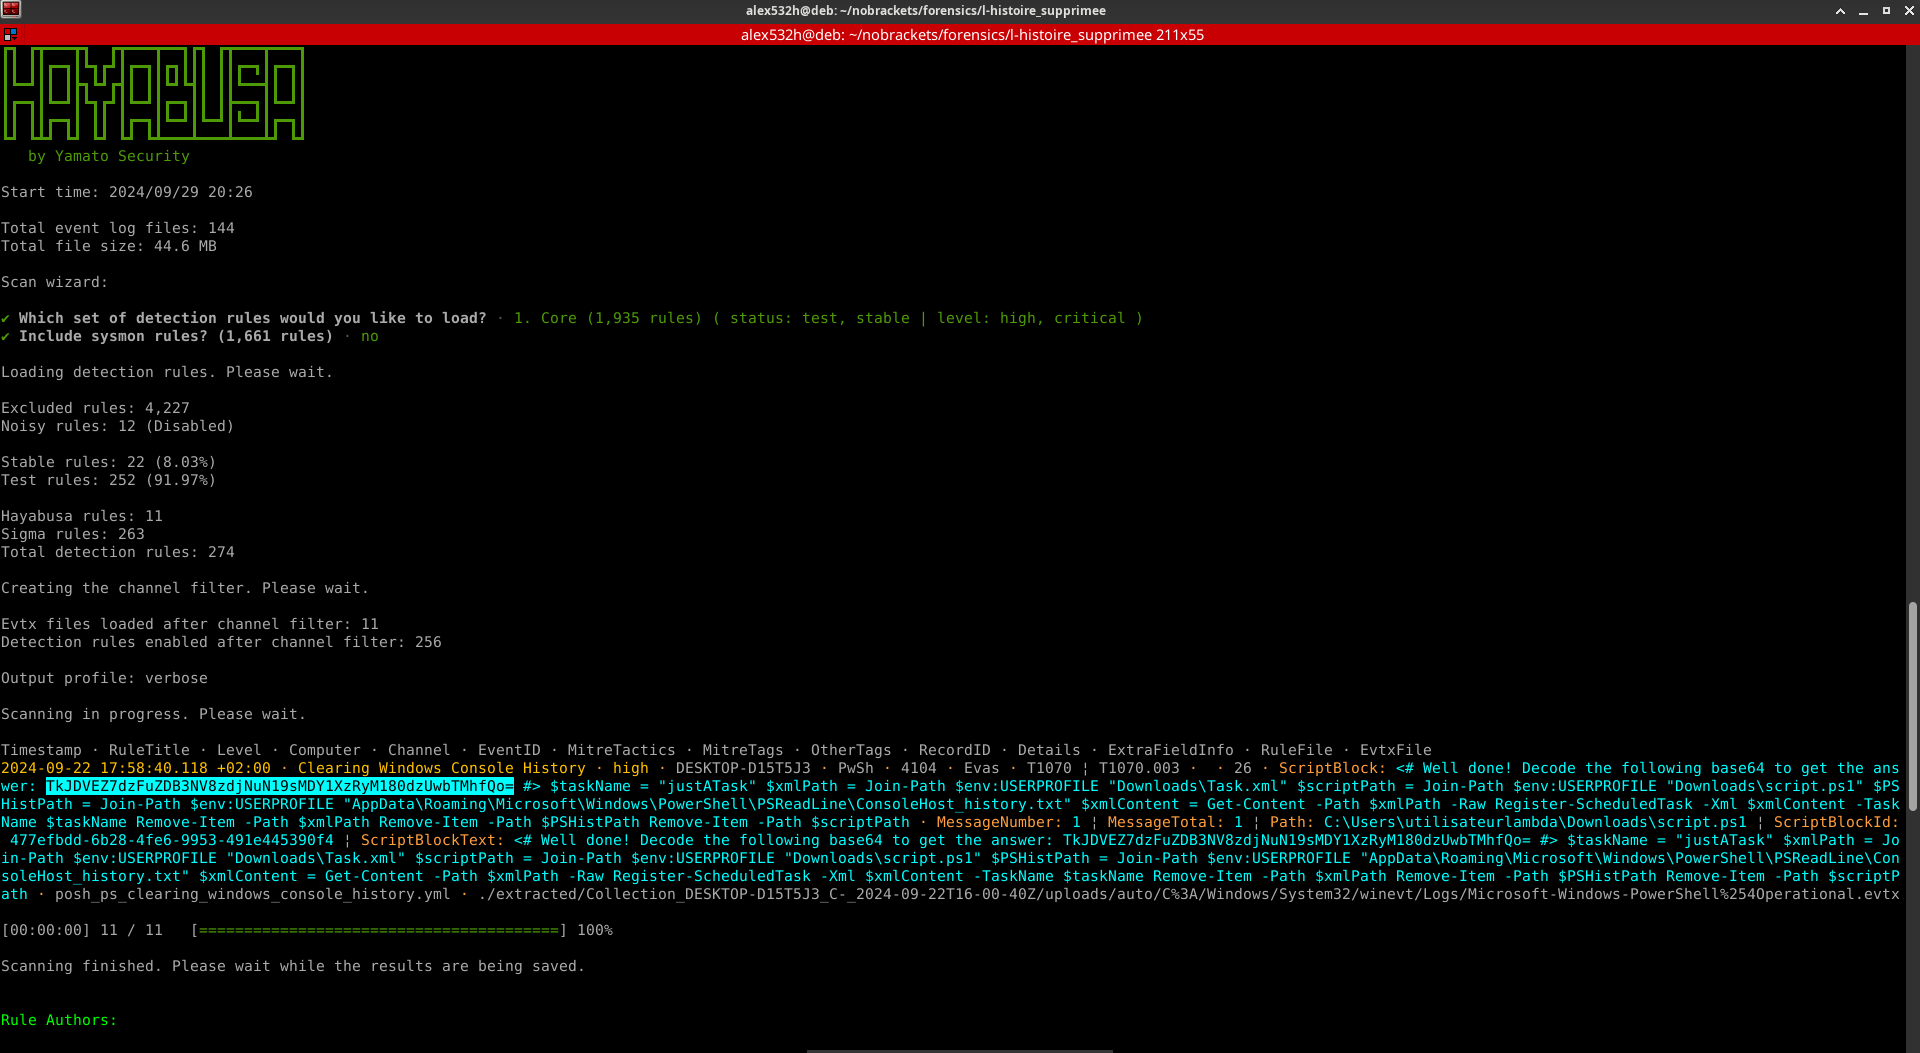 alex532h@deb: ~/nobrackets/forensics/l-histoire_supprimee
alex532h@deb: ~/nobrackets/forensics/l-histoire_supprimee 211x55
HAYABUSA
by Yamato Security
Start time: 2024/09/29 20:26
Total event log files: 144
Total file size: 44.6 MB
Scan wizard:
✔ Which set of detection rules would you like to load? · 1. Core (1,935 rules) ( status: test, stable | level: high, critical )
✔ Include sysmon rules? (1,661 rules) · no
Loading detection rules. Please wait.
Excluded rules: 4,227
Noisy rules: 12 (Disabled)
Stable rules: 22 (8.03%)
Test rules: 252 (91.97%)
Hayabusa rules: 11
Sigma rules: 263
Total detection rules: 274
Creating the channel filter. Please wait.
Evtx files loaded after channel filter: 11
Detection rules enabled after channel filter: 256
Output profile: verbose
Scanning in progress. Please wait.
Timestamp · RuleTitle · Level · Computer · Channel · EventID · MitreTactics · MitreTags · OtherTags · RecordID · Details · ExtraFieldInfo · RuleFile · EvtxFile
2024-09-22 17:58:40.118 +02:00 · Clearing Windows Console History · high · DESKTOP-D15T5J3 · PwSh · 4104 · Evas · T1070 ¦ T1070.003 ·  · 26 · ScriptBlock: <# Well done! Decode the following base64 to get the ans
wer: TkJDVEZ7dzFuZDB3NV8zdjNuN19sMDY1XzRyM180dzUwbTMhfQo= #> $taskName = "justATask" $xmlPath = Join-Path $env:USERPROFILE "Downloads\Task.xml" $scriptPath = Join-Path $env:USERPROFILE "Downloads\script.ps1" $PS
HistPath = Join-Path $env:USERPROFILE "AppData\Roaming\Microsoft\Windows\PowerShell\PSReadLine\ConsoleHost_history.txt" $xmlContent = Get-Content -Path $xmlPath -Raw Register-ScheduledTask -Xml $xmlContent -Task
Name $taskName Remove-Item -Path $xmlPath Remove-Item -Path $PSHistPath Remove-Item -Path $scriptPath · MessageNumber: 1 ¦ MessageTotal: 1 ¦ Path: C:\Users\utilisateurlambda\Downloads\script.ps1 ¦ ScriptBlockId:
477efbdd-6b28-4fe6-9953-491e445390f4 ¦ ScriptBlockText: <# Well done! Decode the following base64 to get the answer: TkJDVEZ7dzFuZDB3NV8zdjNuN19sMDY1XzRyM180dzUwbTMhfQo= #> $taskName = "justATask" $xmlPath = Jo
in-Path $env:USERPROFILE "Downloads\Task.xml" $scriptPath = Join-Path $env:USERPROFILE "Downloads\script.ps1" $PSHistPath = Join-Path $env:USERPROFILE "AppData\Roaming\Microsoft\Windows\PowerShell\PSReadLine\Con
soleHost_history.txt" $xmlContent = Get-Content -Path $xmlPath -Raw Register-ScheduledTask -Xml $xmlContent -TaskName $taskName Remove-Item -Path $xmlPath Remove-Item -Path $PSHistPath Remove-Item -Path $scriptP
ath · posh_ps_clearing_windows_console_history.yml · ./extracted/Collection_DESKTOP-D15T5J3_C-_2024-09-22T16-00-40Z/uploads/auto/C%3A/Windows/System32/winevt/Logs/Microsoft-Windows-PowerShell%254Operational.evtx
[00:00:00] 11 / 11 [========================================] 100%
Scanning finished. Please wait while the results are being saved.
Rule Authors: